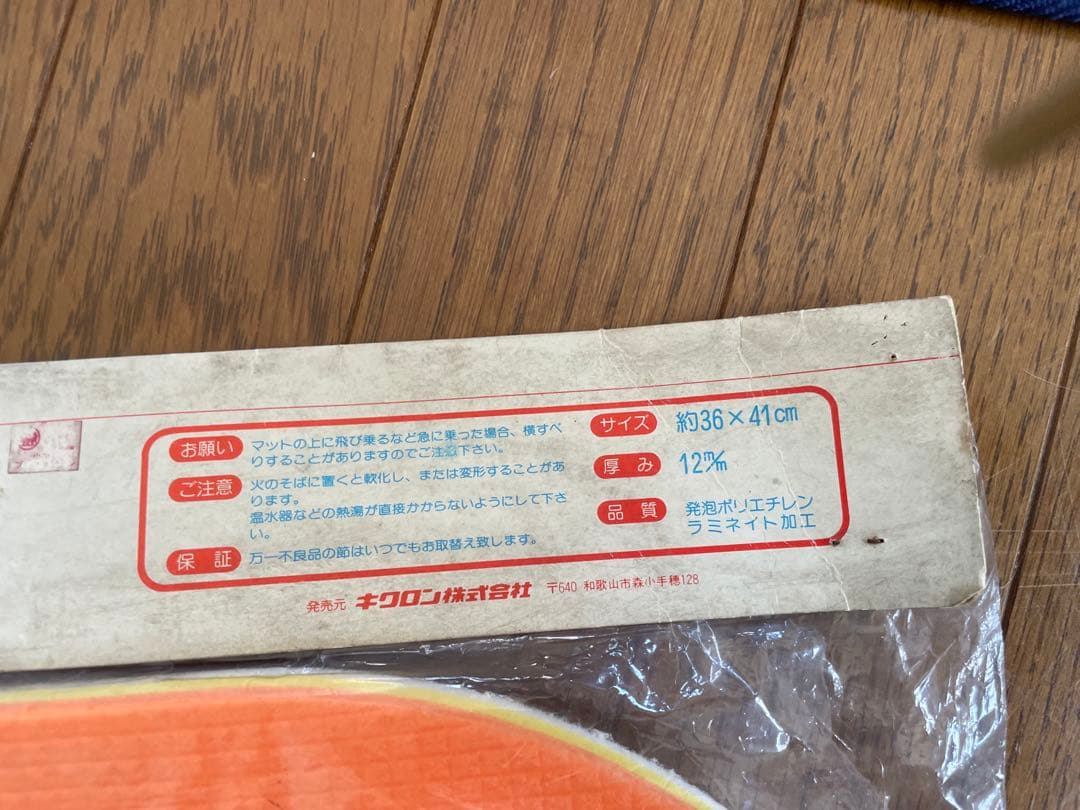 お願い
マットの上に飛び乗るなど急に乗った場合、横すべ
りすることがありますのでご注意下さい。
ご注意
火のそばに置くと軟化し、または変形することがあ
ります。
温水器などの熱湯が直接かからないようにして下さ
い。
保証
万一不良品の節はいつでもお取替え致します。
サイズ
約36×41cm
厚み
12m/m
品質
発泡ポリエチレン
ラミネイト加工
発売元 キクロン株式会社 〒640 和歌山市森小手穂128